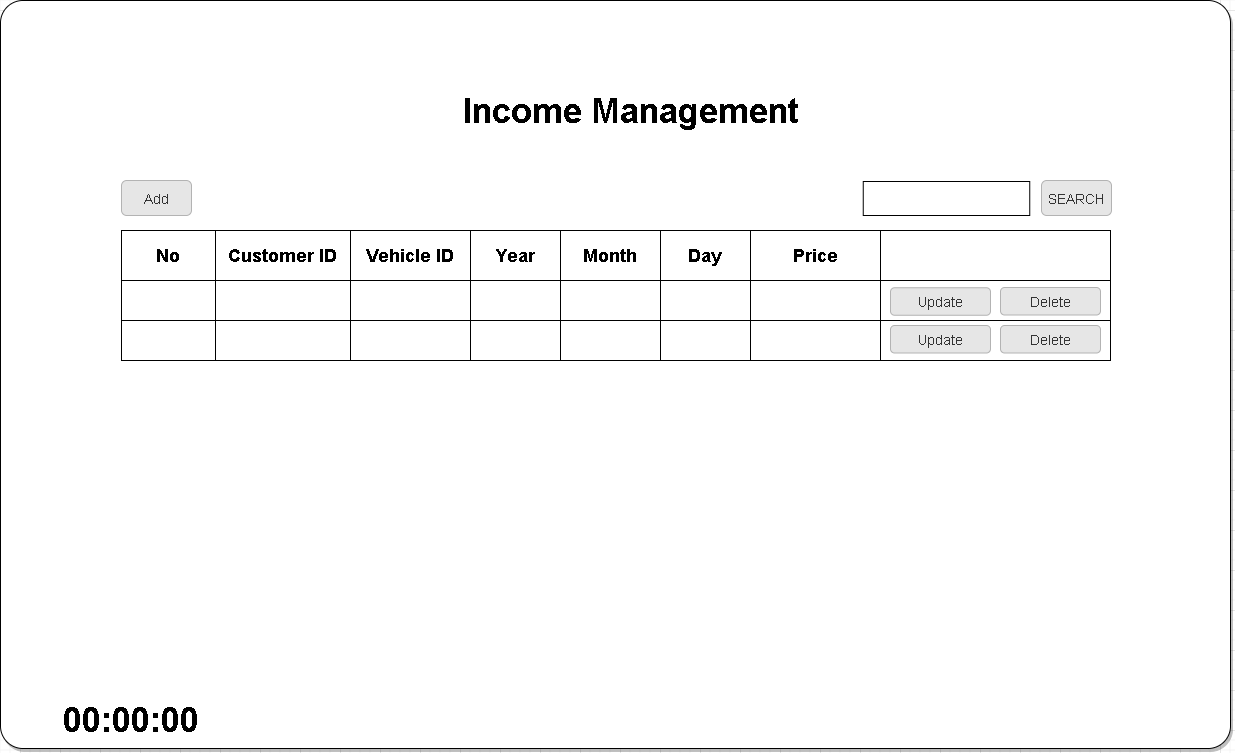 Income Management
Add
SEARCH
No Customer ID Vehicle ID Year Month Day Price
Update Delete
Update Delete
00:00:00